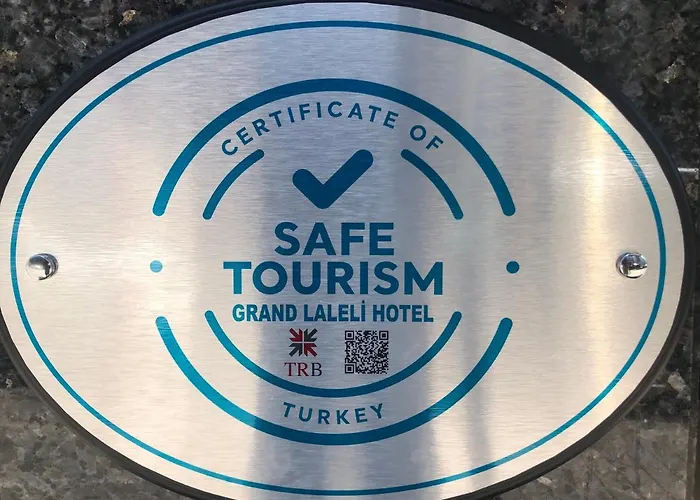 CERTIFICATE OF
SAFE
TOURISM
GRAND LALELİ HOTEL
TRB
TURKEY